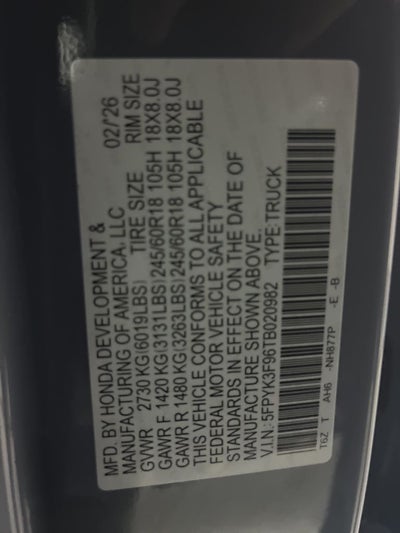 MFD. BY HONDA DEVELOPMENT &
MANUFACTURING OF AMERICA, LLC 02/'26
GVWR 2730 KG(6019LBS) TIRE SIZE RIM SIZE
GAWR F 1420 KG(3131LBS)245/60R18 105H 18X8.0J
GAWR R 1480 KG(3263LBS)245/60R18 105H 18X8.0J
THIS VEHICLE CONFORMS TO ALL APPLICABLE
FEDERAL MOTOR VEHICLE SAFETY
STANDARDS IN EFFECT ON THE DATE OF
MANUFACTURE SHOWN ABOVE.
V.I.N.: 5FPYK3F961TB020982 TYPE:TRUCK
T6Z T AH6 -NH877P -E -B